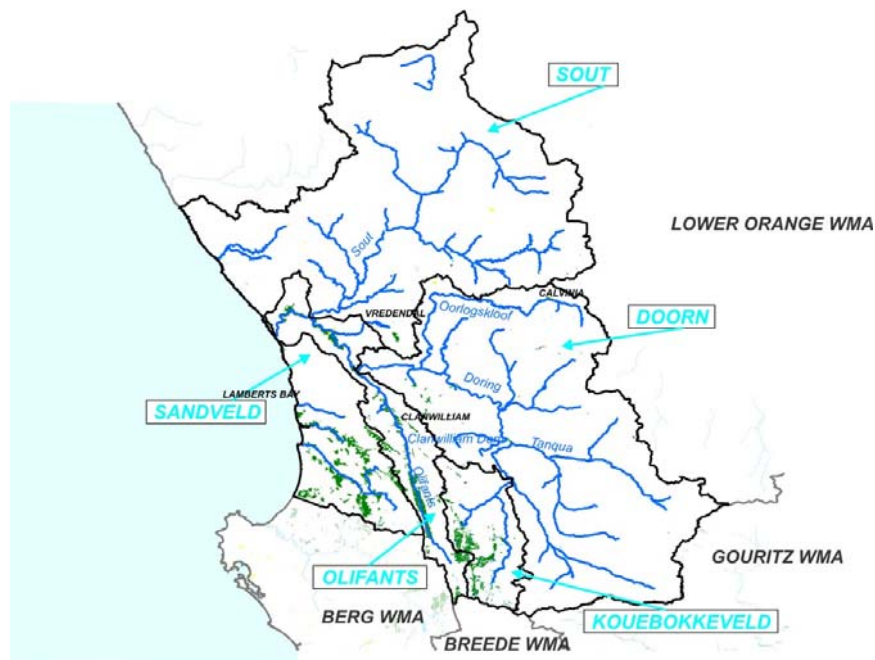 SOUT
LOWER ORANGE WMA
Sout
CALVINIA
Oorlogskloof
VREDENDAL
DOORN
Doring
LAMBERTS BAY
SANDVELD
CLANWILLIAM
Clanwilliam Dam
Tanqua
Olifants
GOURITZ WMA
OLIFANTS
KOUEBOKKEVELD
BERG WMA
BREEDE WMA